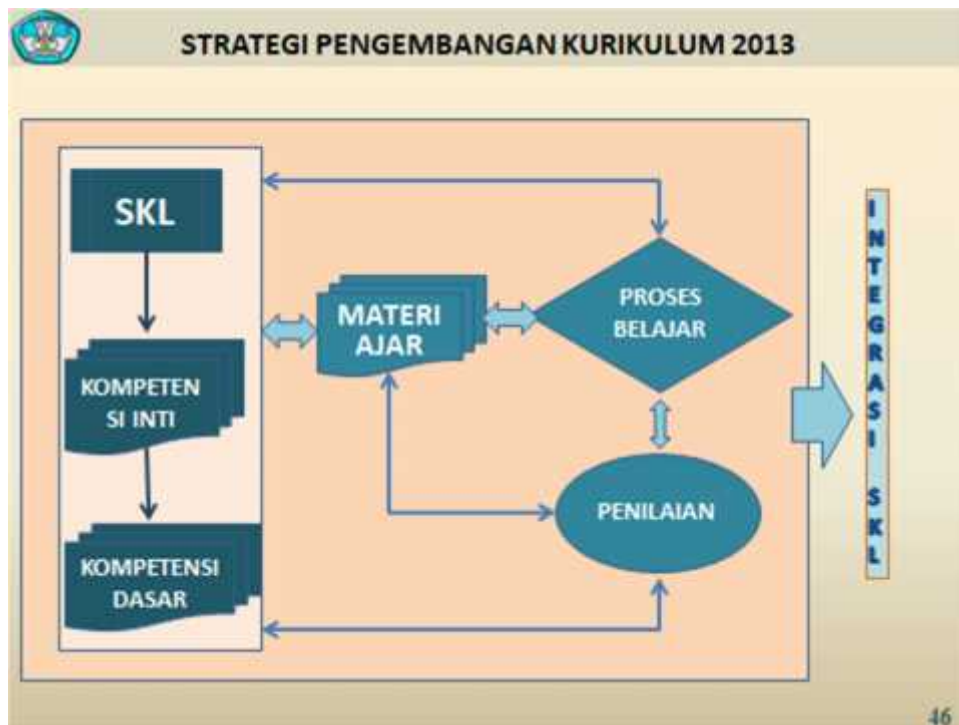 STRATEGI PENGEMBANGAN KURIKULUM 2013
SKL
KOMPETEN
SI INTI
KOMPETENSI
DASAR
MATERI
AJAR
PROSES
BELAJAR
PENILAIAN
INTEGRASI SKL
46